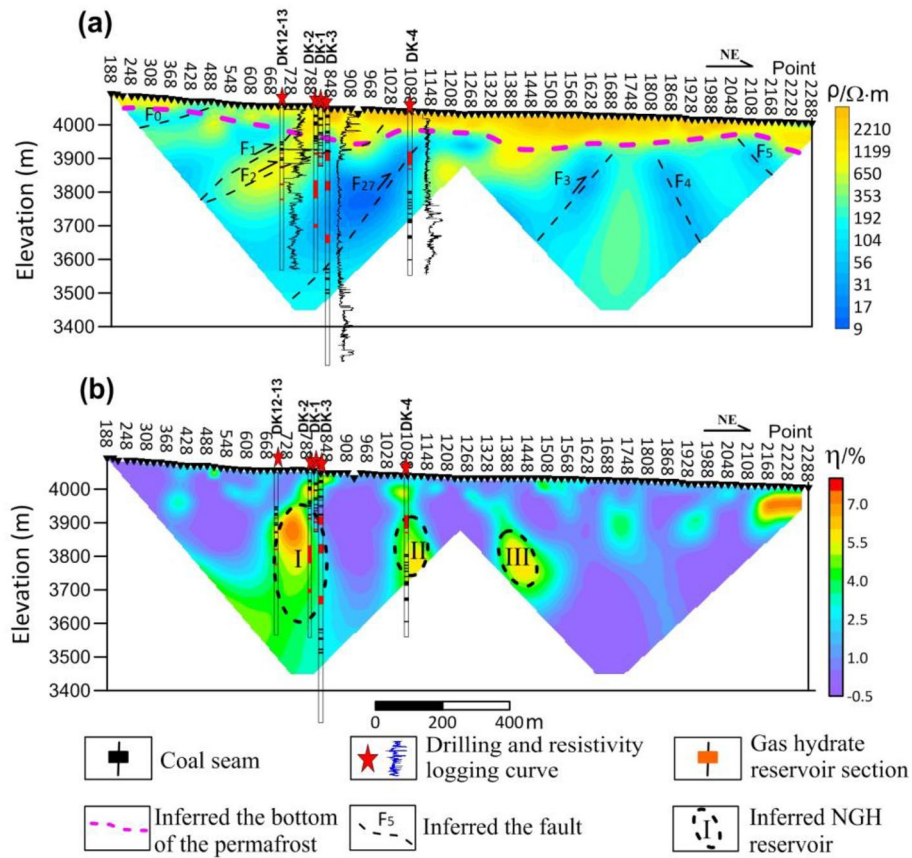 (a)
DK12-13
DK-2
DK-1
DK-3
DK-4
NE
Point
188 248 308 368 428 488 548 608 668 728 788 848 908 968 1028 1088 1148 1208 1268 1328 1388 1448 1508 1568 1628 1688 1748 1808 1868 1928 1988 2048 2108 2168 2228 2288
ρ/Ω·m
2210
1199
650
353
192
104
56
31
17
9
Elevation (m)
4000
3900
3800
3700
3600
3500
3400
F0
F1
F2
F27
F3
F4
F5
(b)
DK12-13
DK-2
DK-1
DK-3
DK-4
NE
Point
188 248 308 368 428 488 548 608 668 728 788 848 908 968 1028 1088 1148 1208 1268 1328 1388 1448 1508 1568 1628 1688 1748 1808 1868 1928 1988 2048 2108 2168 2228 2288
η/%
7.0
5.5
4.0
2.5
1.0
-0.5
Elevation (m)
4000
3900
3800
3700
3600
3500
3400
I
II
III
0 200 400m
Coal seam
Drilling and resistivity
logging curve
Gas hydrate
reservoir section
Inferred the bottom
of the permafrost
F5
Inferred the fault
I
Inferred NGH
reservoir